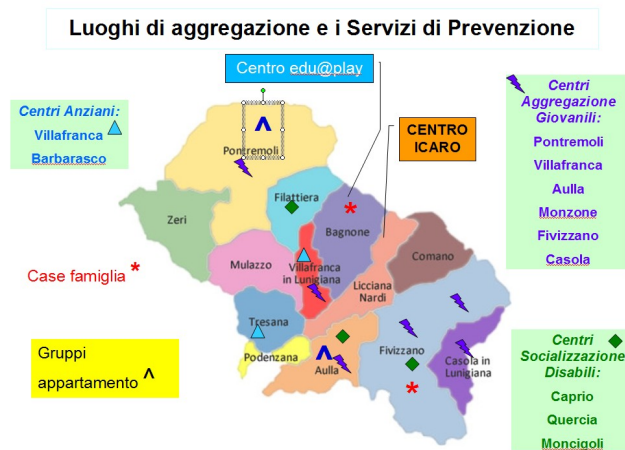 Luoghi di aggregazione e i Servizi di Prevenzione
Centro edu@play
Centri Anziani:
Villafranca
Barbarasco
CENTRO
ICARO
Centri
Aggregazione
Giovanili:
Pontremoli
Villafranca
Aulla
Monzone
Fivizzano
Casola
^
Pontremoli
Filattiera
*
Zeri
Bagnone
Mulazzo
Villafranca
in Lunigiana
Comano
Licciana
Nardi
Case famiglia *
Tresana
Podenzana
^
Aulla
Fivizzano
Casola in
Lunigiana
*
Gruppi
appartamento ^
Centri
Socializzazione
Disabili:
Caprio
Quercia
Moncigoli